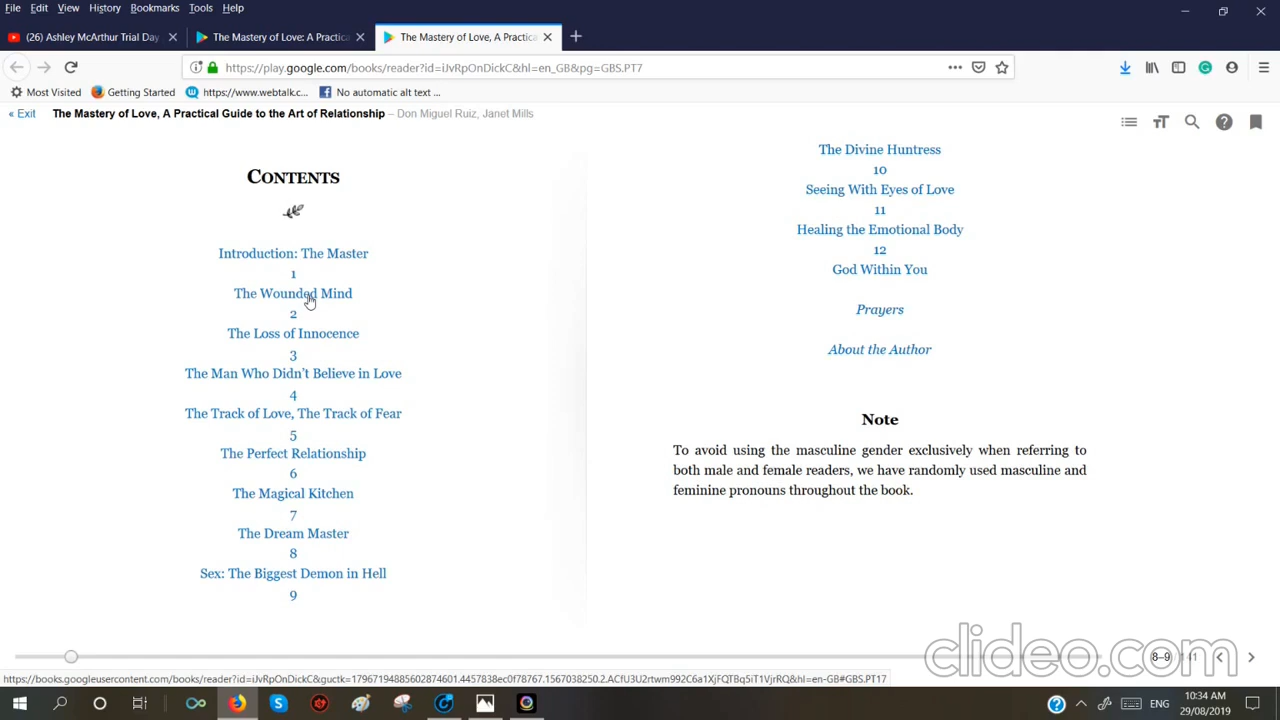 File Edit View History Bookmarks Tools Help
(26) Ashley McArthur Trial Day
The Mastery of Love: A Practica
The Mastery of Love, A Practica
https://play.google.com/books/reader?id=iJvRpOnDickC&hl=en_GB&pg=GBS.PT7
Most Visited Getting Started https://www.webtalk.c... No automatic alt text ...
« Exit The Mastery of Love, A Practical Guide to the Art of Relationship – Don Miguel Ruiz, Janet Mills
CONTENTS
Introduction: The Master
1
The Wounded Mind
2
The Loss of Innocence
3
The Man Who Didn't Believe in Love
4
The Track of Love, The Track of Fear
5
The Perfect Relationship
6
The Magical Kitchen
7
The Dream Master
8
Sex: The Biggest Demon in Hell
9
The Divine Huntress
10
Seeing With Eyes of Love
11
Healing the Emotional Body
12
God Within You
Prayers
About the Author
Note
To avoid using the masculine gender exclusively when referring to
both male and female readers, we have randomly used masculine and
feminine pronouns throughout the book.
clideo.com
8-9 141
ENG
10:34 AM
29/08/2019